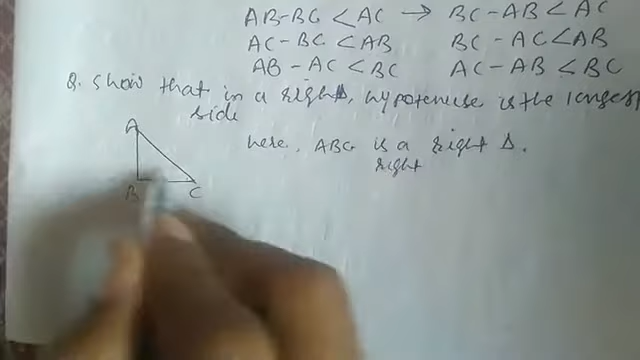 AB-BC < AC → BC-AB < AC
AC-BC < AB BC-AC < AB
AB-AC < BC AC-AB < BC
Q. Show that in a right Δ, hypotenuse is the longest
side
A
here, ABC is a right Δ.
right
B C